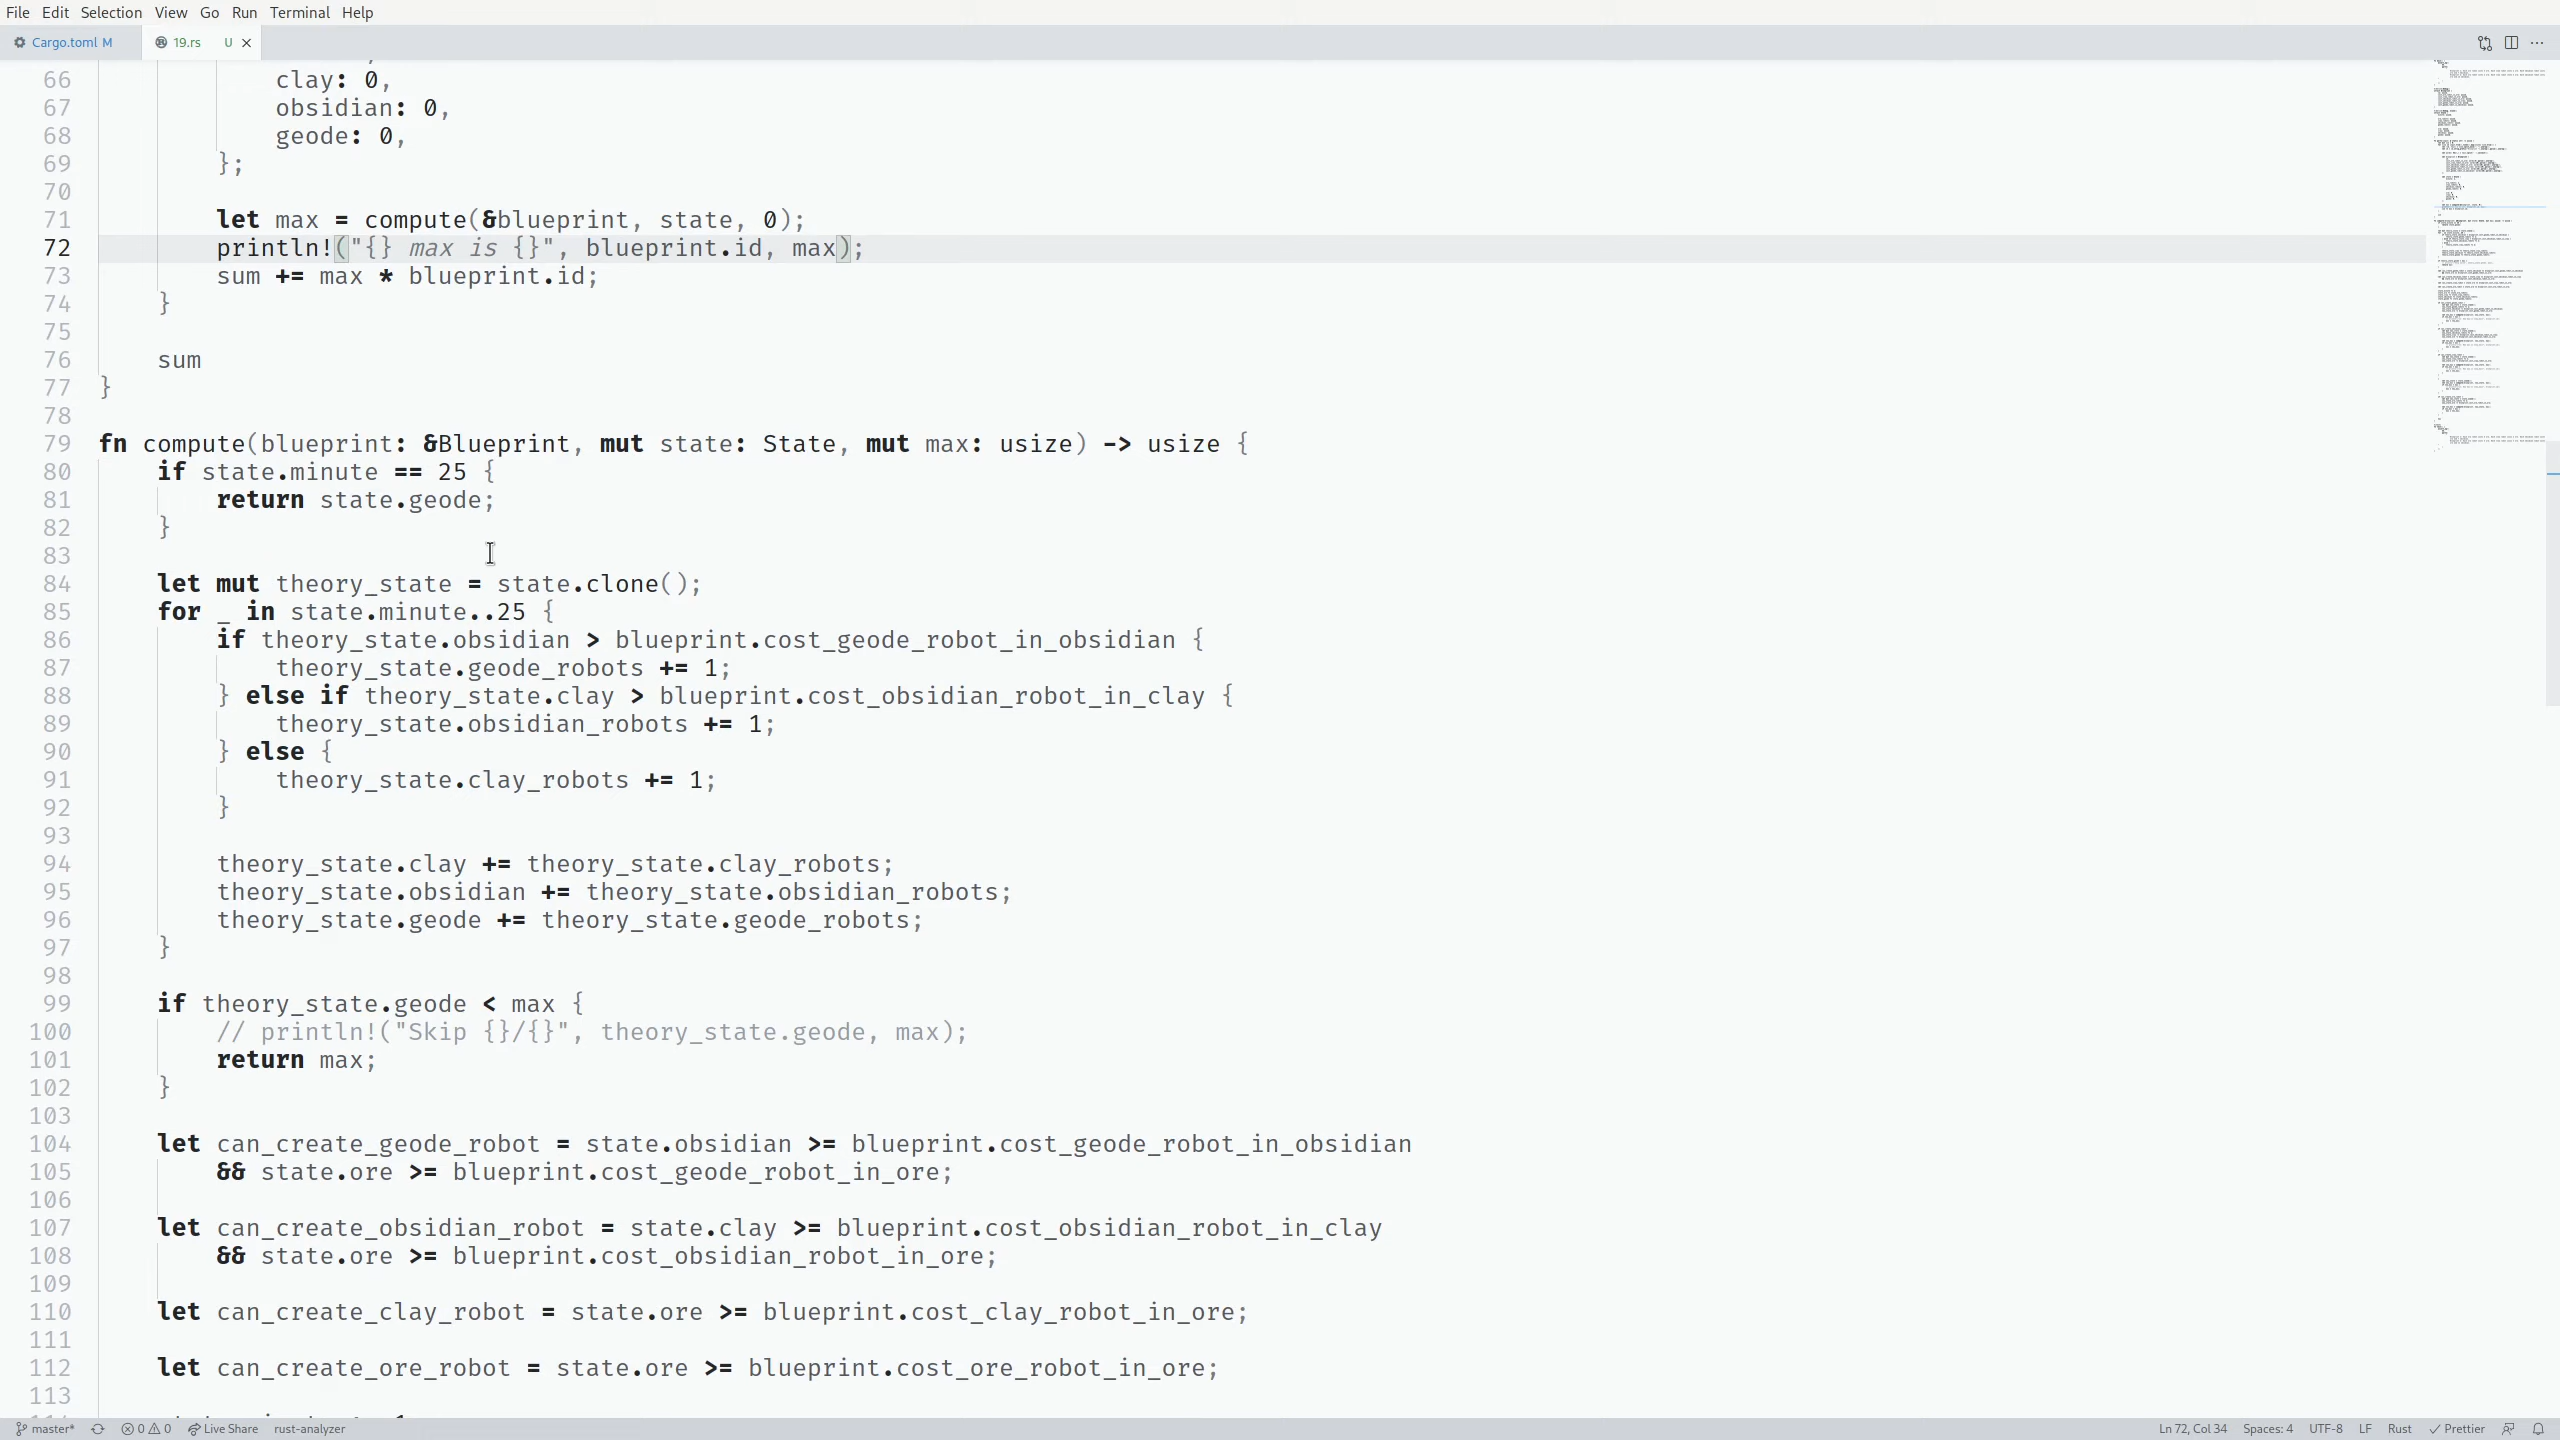 File Edit Selection View Go Run Terminal Help
Cargo.toml M 19.rs U
66 clay: 0,
67 obsidian: 0,
68 geode: 0,
69 };
70
71 let max = compute(&blueprint, state, 0);
72 println!("{} max is {}", blueprint.id, max);
73 sum += max * blueprint.id;
74 }
75
76 sum
77 }
78
79 fn compute(blueprint: &Blueprint, mut state: State, mut max: usize) -> usize {
80 if state.minute == 25 {
81 return state.geode;
82 }
83
84 let mut theory_state = state.clone();
85 for _ in state.minute..25 {
86 if theory_state.obsidian > blueprint.cost_geode_robot_in_obsidian {
87 theory_state.geode_robots += 1;
88 } else if theory_state.clay > blueprint.cost_obsidian_robot_in_clay {
89 theory_state.obsidian_robots += 1;
90 } else {
91 theory_state.clay_robots += 1;
92 }
93
94 theory_state.clay += theory_state.clay_robots;
95 theory_state.obsidian += theory_state.obsidian_robots;
96 theory_state.geode += theory_state.geode_robots;
97 }
98
99 if theory_state.geode < max {
100 // println!("Skip {}/{}", theory_state.geode, max);
101 return max;
102 }
103
104 let can_create_geode_robot = state.obsidian >= blueprint.cost_geode_robot_in_obsidian
105 && state.ore >= blueprint.cost_geode_robot_in_ore;
106
107 let can_create_obsidian_robot = state.clay >= blueprint.cost_obsidian_robot_in_clay
108 && state.ore >= blueprint.cost_obsidian_robot_in_ore;
109
110 let can_create_clay_robot = state.ore >= blueprint.cost_clay_robot_in_ore;
111
112 let can_create_ore_robot = state.ore >= blueprint.cost_ore_robot_in_ore;
113
master* 0 0 Live Share rust-analyzer Ln 72, Col 34 Spaces: 4 UTF-8 LF Rust Prettier